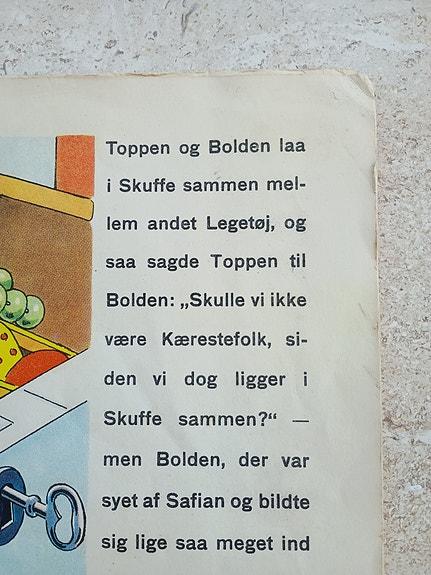 Toppen og Bolden laa
i Skuffe sammen mel-
lem andet Legetøj, og
saa sagde Toppen til
Bolden: „Skulle vi ikke
være Kærestefolk, si-
den vi dog ligger i
Skuffe sammen?“ —
men Bolden, der var
syet af Safian og bildte
sig lige saa meget ind